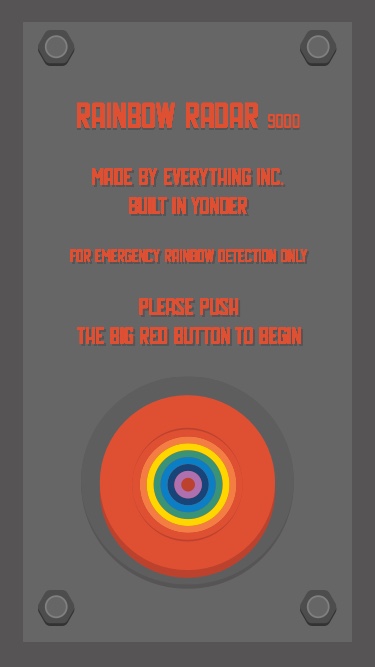 RAINBOW RADAR 9000
MADE BY EVERYTHING INC.
BUILT IN YONDER
FOR EMERGENCY RAINBOW DETECTION ONLY
PLEASE PUSH
THE BIG RED BUTTON TO BEGIN